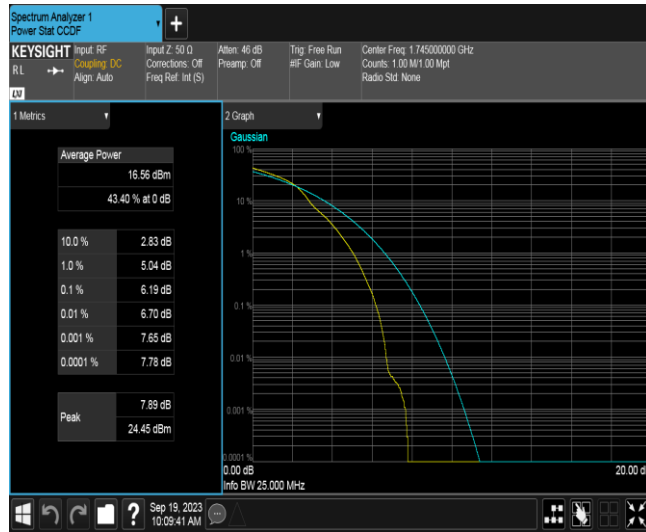 Spectrum Analyzer 1
Power Stat CCDF
KEYSIGHT
RL
LXI
Input: RF
Coupling: DC
Align: Auto
Input Z: 50 Ω
Corrections: Off
Freq Ref: Int (S)
Atten: 46 dB
Preamp: Off
Trig: Free Run
#IF Gain: Low
Center Freq: 1.745000000 GHz
Counts: 1.00 M/1.00 Mpt
Radio Std: None
1 Metrics
Average Power
16.56 dBm
43.40 % at 0 dB
10.0 % 2.83 dB
1.0 % 5.04 dB
0.1 % 6.19 dB
0.01 % 6.70 dB
0.001 % 7.65 dB
0.0001 % 7.78 dB
Peak
7.89 dB
24.45 dBm
2 Graph
Gaussian
100 %
10 %
1 %
0.1 %
0.01 %
0.001 %
0.0001 %
0.00 dB
20.00
Info BW 25.000 MHz
?
Sep 19, 2023
10:09:41 AM